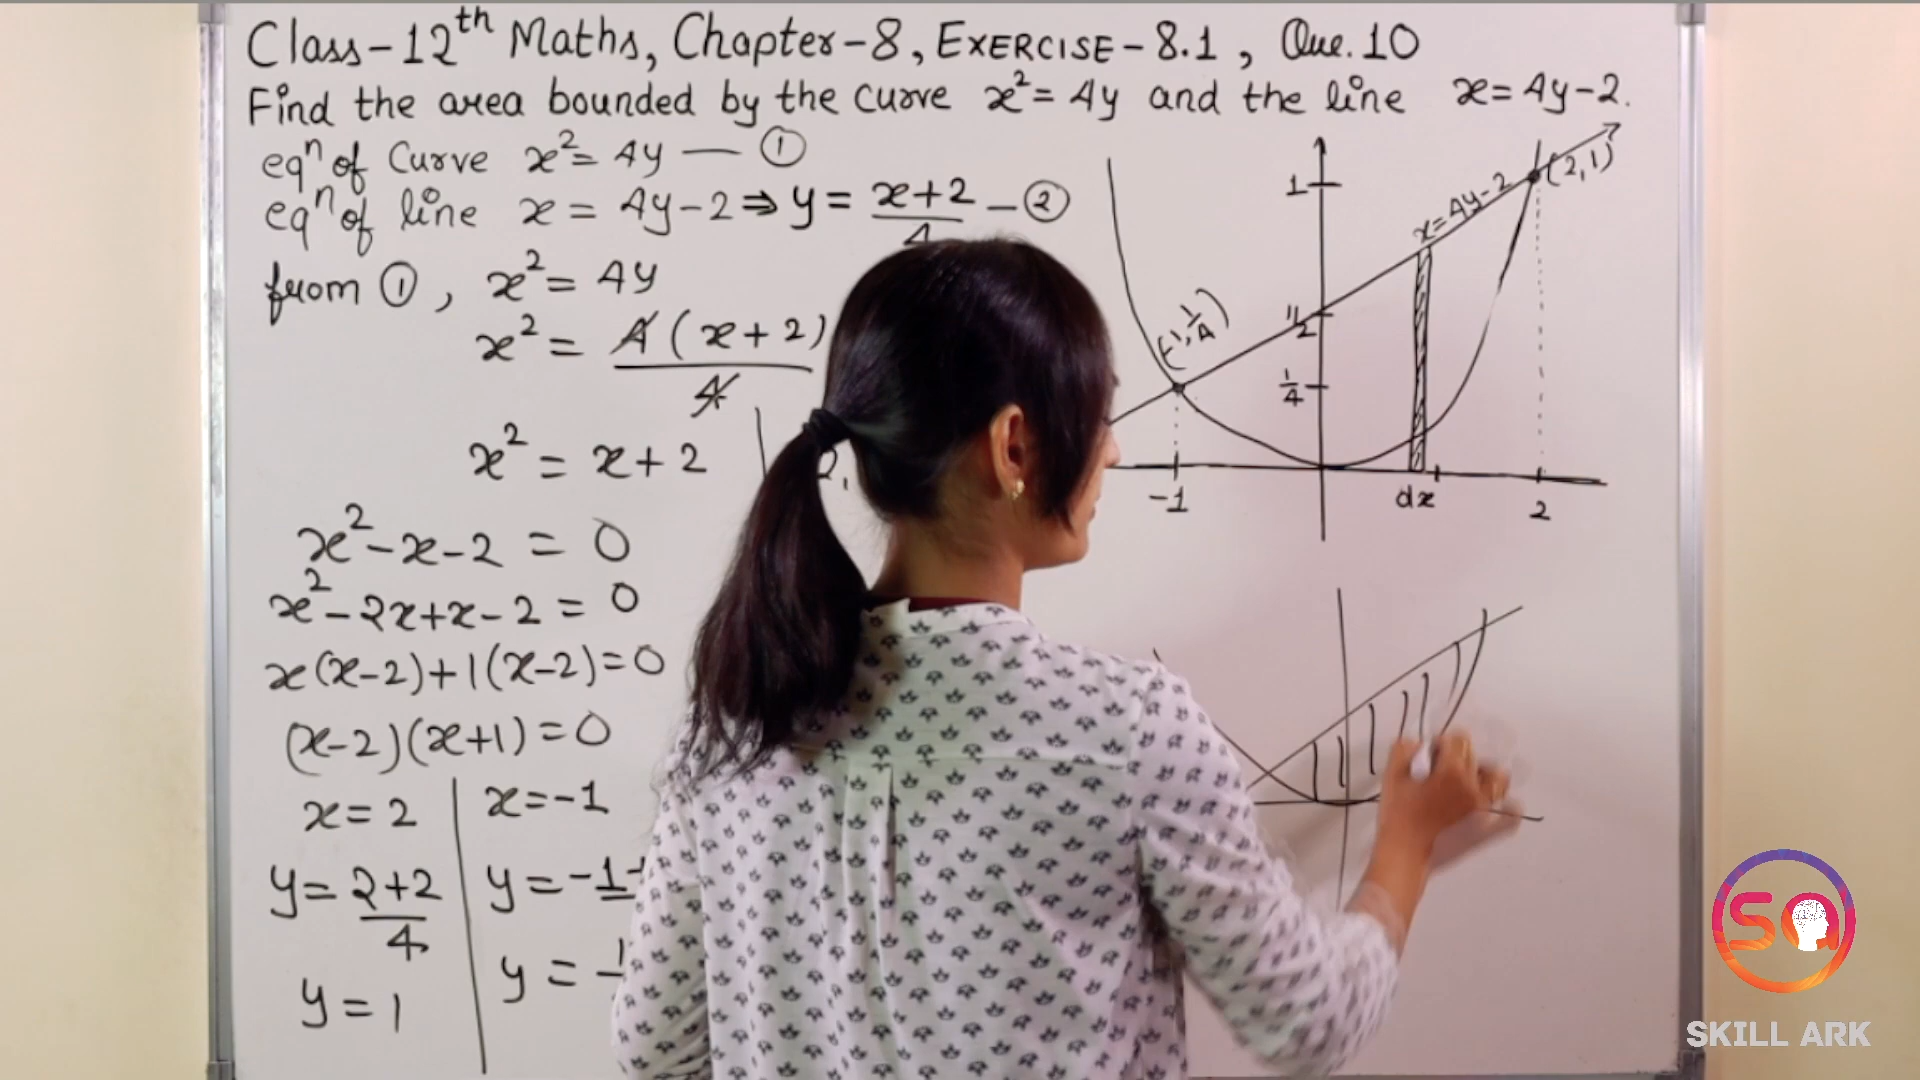 Class-12th Maths, Chapter-8, EXERCISE-8.1, Que.10
Find the area bounded by the curve x²= 4y and the line x= 4y-2.
eqⁿ of Curve x²= 4y — ①
eqⁿ of line x = 4y-2 ⇒ y = x+2/4 — ②
from ①, x² = 4y
x² = 4(x+2)/4
x² = x+2
2,
x²-x-2 = 0
x²-2x+x-2 = 0
x(x-2)+1(x-2)=0
(x-2)(x+1)=0
x=2
y= 2+2/4
y=1
x=-1
y=-1
y =
1
x=4y-2
(2,1)
(-1,1/4)
1/2
1/4
-1
dx
2
SA
SKILL ARK